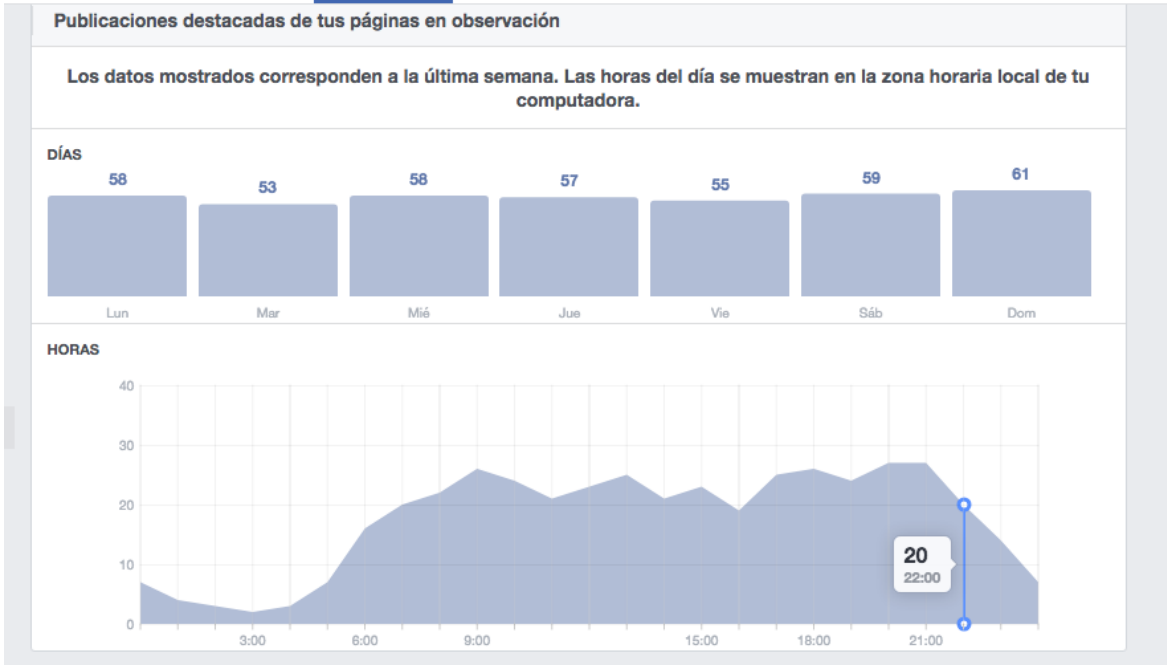 Publicaciones destacadas de tus páginas en observación
Los datos mostrados corresponden a la última semana. Las horas del día se muestran en la zona horaria local de tu
computadora.
DÍAS
58 53 58 57 55 59 61
Lun Mar Mié Jue Vie Sáb Dom
HORAS
40
30
20
10
20
22:00
0
3:00 6:00 9:00 15:00 18:00 21:00